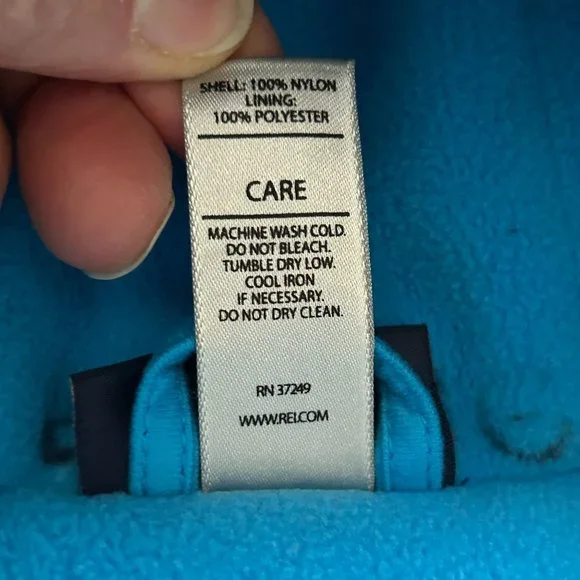 SHELL: 100% NYLON
LINING:
100% POLYESTER
CARE
MACHINE WASH COLD.
DO NOT BLEACH.
TUMBLE DRY LOW.
COOL IRON
IF NECESSARY.
DO NOT DRY CLEAN.
RN 37249
WWW.REI.COM